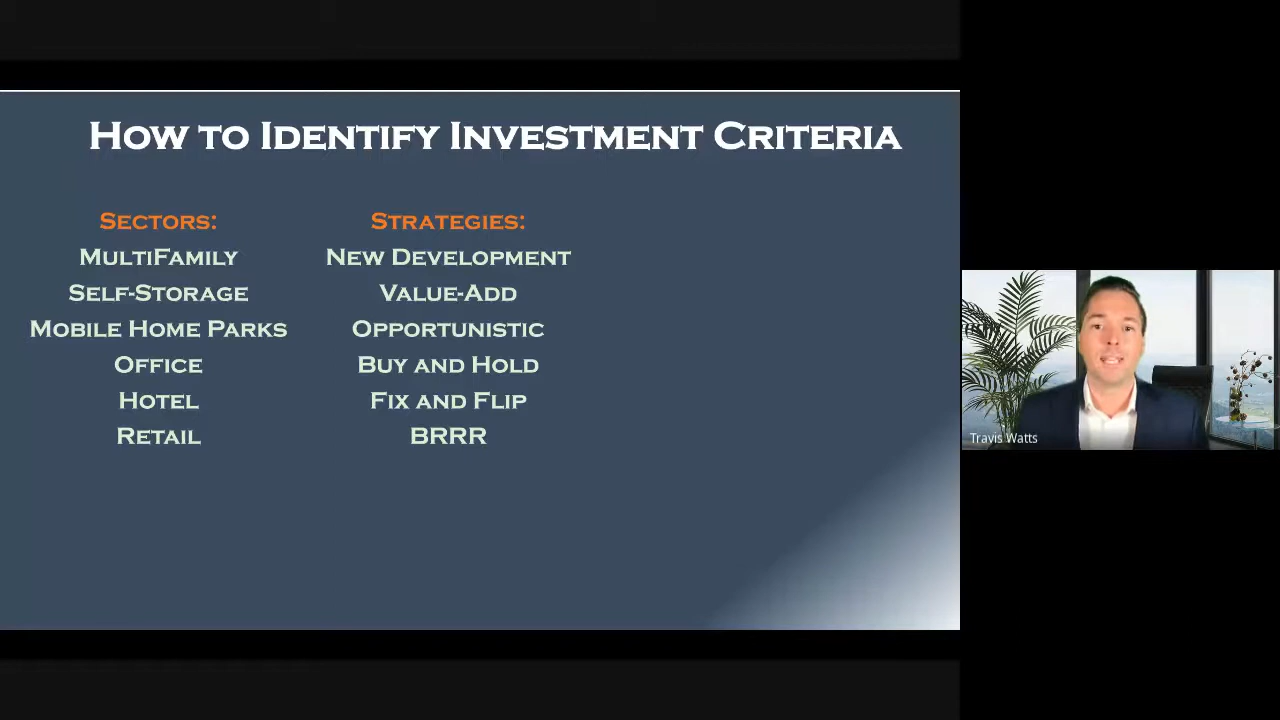 How to Identify Investment Criteria
Sectors:
MultiFamily
Self-Storage
Mobile Home Parks
Office
Hotel
Retail
Strategies:
New Development
Value-Add
Opportunistic
Buy and Hold
Fix and Flip
BRRR
Travis Watts